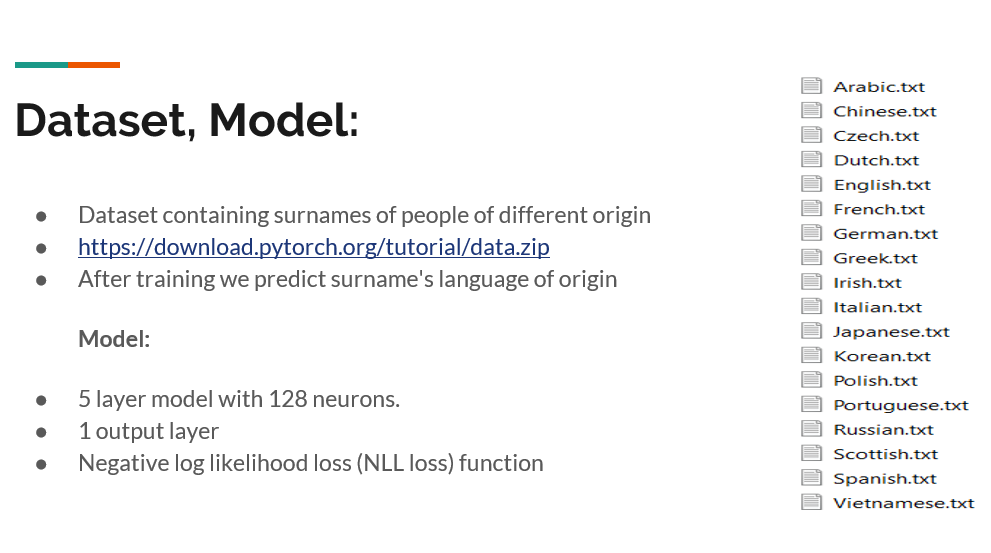 Dataset, Model:
● Dataset containing surnames of people of different origin
● https://download.pytorch.org/tutorial/data.zip
● After training we predict surname's language of origin
Model:
● 5 layer model with 128 neurons.
● 1 output layer
● Negative log likelihood loss (NLL loss) function
Arabic.txt
Chinese.txt
Czech.txt
Dutch.txt
English.txt
French.txt
German.txt
Greek.txt
Irish.txt
Italian.txt
Japanese.txt
Korean.txt
Polish.txt
Portuguese.txt
Russian.txt
Scottish.txt
Spanish.txt
Vietnamese.txt